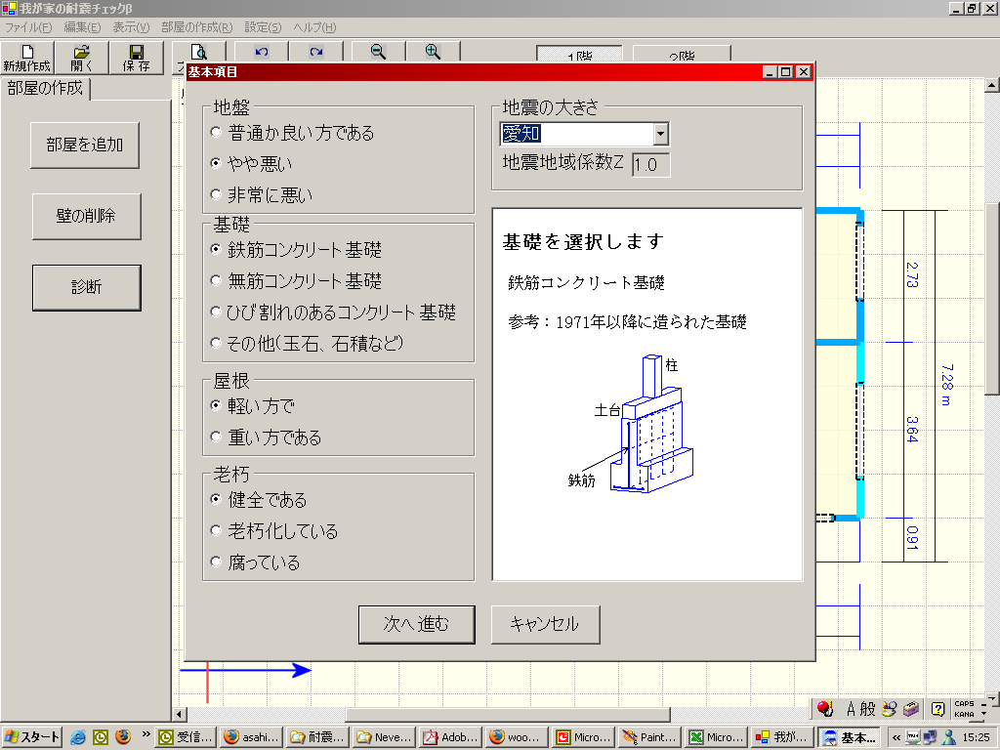 我が家の耐震チェックβ
ファイル(F) 編集(E) 表示(V) 部屋の作成(R) 設定(S) ヘルプ(H)
新規作成 開く 保存
1階 2階
部屋の作成
部屋を追加
壁の削除
診断
基本項目
地盤
普通か良い方である
やや悪い
非常に悪い
基礎
鉄筋コンクリート基礎
無筋コンクリート基礎
ひび割れのあるコンクリート基礎
その他(玉石、石積など)
屋根
軽い方で
重い方である
老朽
健全である
老朽化している
腐っている
地震の大きさ
愛知
地震地域係数Z 1.0
基礎を選択します
鉄筋コンクリート基礎
参考：1971年以降に造られた基礎
柱
土台
鉄筋
次へ進む キャンセル
2.73
7.28 m
3.64
0.91
A 般 CAPS KANA
スタート 受信... asahi... 耐震... Neve... Adob... woo... Micro... Paint... Micro... 我が... 基本... 15:25